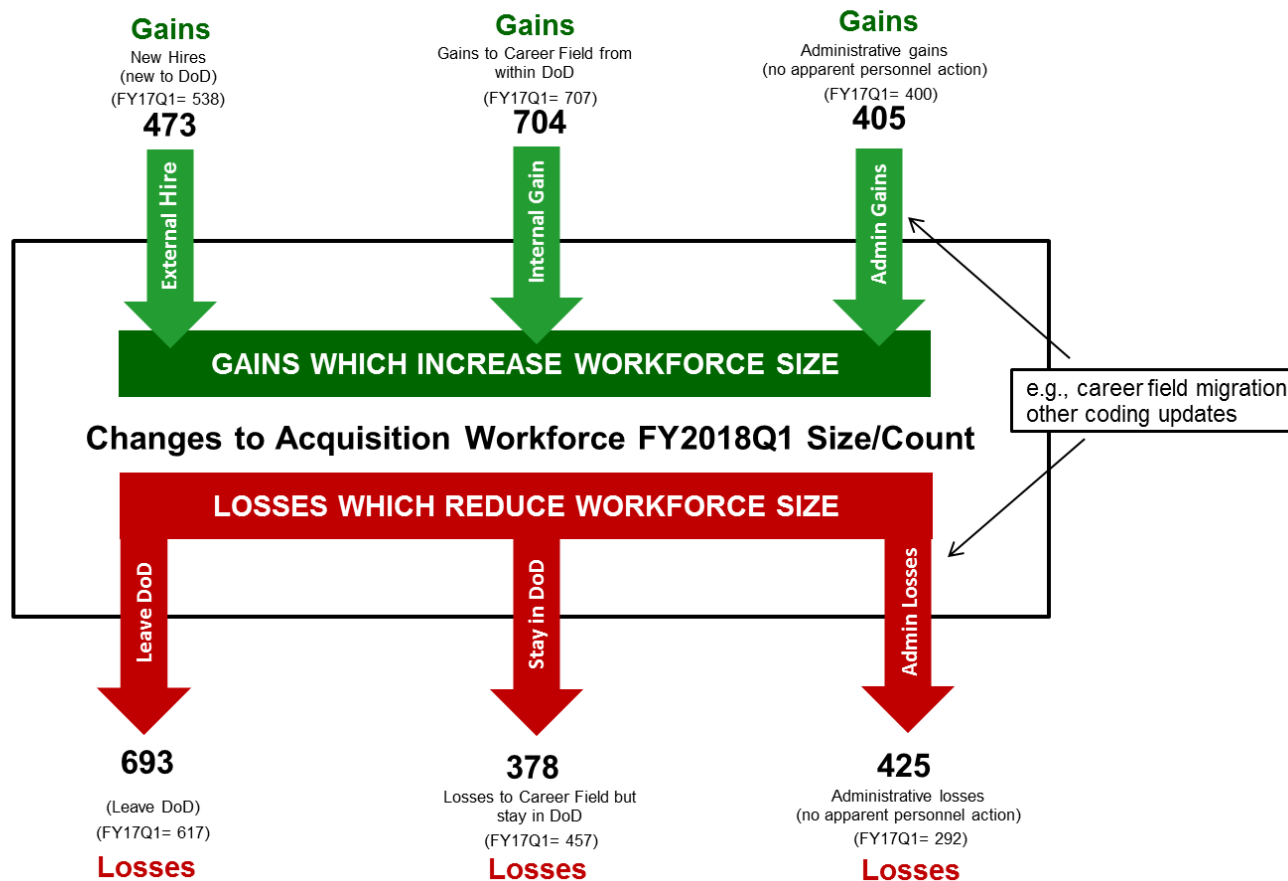 Gains
New Hires
(new to DoD)
(FY17Q1= 538)
473
External Hire
Gains
Gains to Career Field from
within DoD
(FY17Q1= 707)
704
Internal Gain
Gains
Administrative gains
(no apparent personnel action)
(FY17Q1= 400)
405
Admin Gains
GAINS WHICH INCREASE WORKFORCE SIZE
e.g., career field migration
other coding updates
Changes to Acquisition Workforce FY2018Q1 Size/Count
LOSSES WHICH REDUCE WORKFORCE SIZE
Leave DoD
693
(Leave DoD)
(FY17Q1= 617)
Losses
Stay in DoD
378
Losses to Career Field but
stay in DoD
(FY17Q1= 457)
Losses
Admin Losses
425
Administrative losses
(no apparent personnel action)
(FY17Q1= 292)
Losses